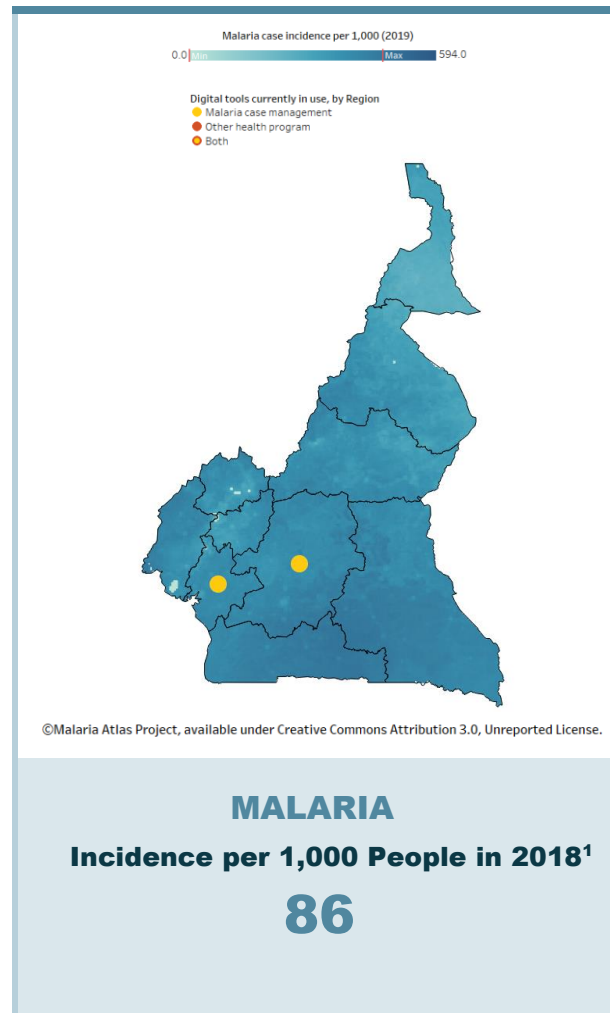 Malaria case incidence per 1,000 (2019)
0.0 Min Max 594.0
Digital tools currently in use, by Region
Malaria case management
Other health program
Both
©Malaria Atlas Project, available under Creative Commons Attribution 3.0, Unreported License.
MALARIA
Incidence per 1,000 People in 2018¹
86